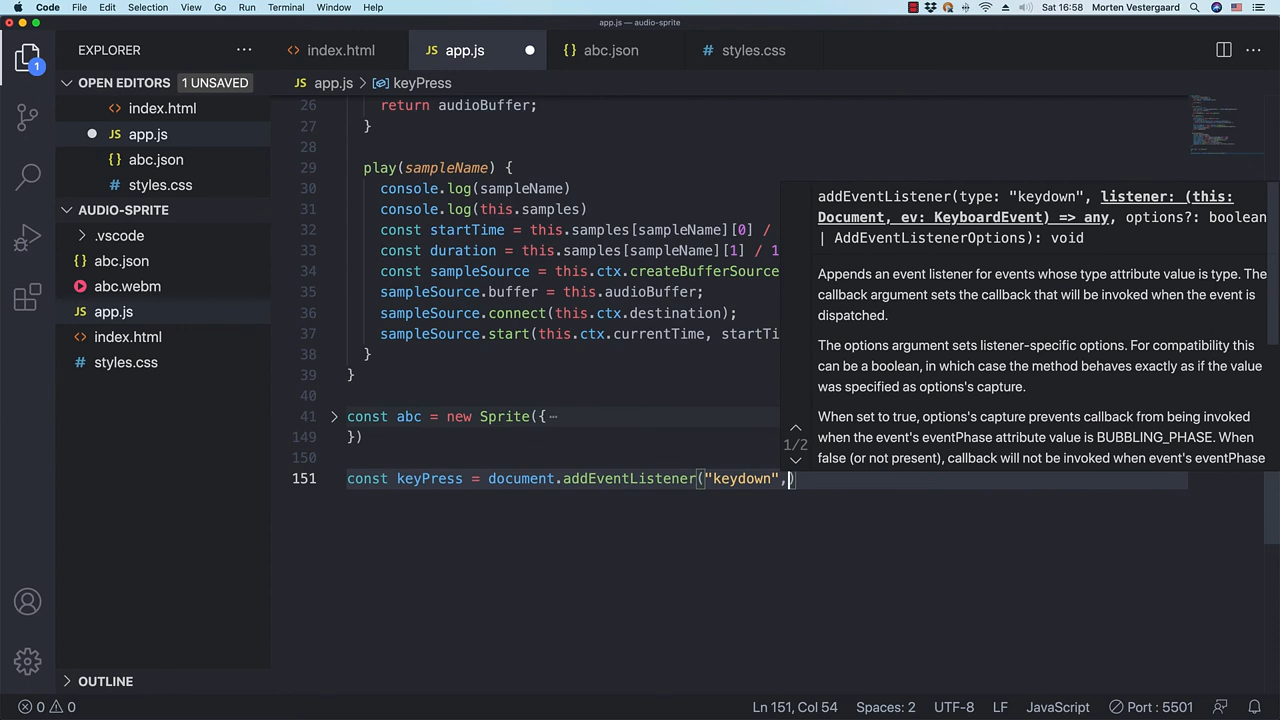 Code File Edit Selection View Go Run Terminal Window Help Sat 16:58 Morten Vestergaard
app.js — audio-sprite
EXPLORER
index.html
app.js
abc.json
styles.css
OPEN EDITORS 1 UNSAVED
JS app.js > keyPress
1
<> index.html
JS app.js
{} abc.json
# styles.css
AUDIO-SPRITE
.vscode
{} abc.json
abc.webm
JS app.js
<> index.html
# styles.css
OUTLINE
26 return audioBuffer;
27 }
29 play(sampleName) {
30 console.log(sampleName)
31 console.log(this.samples)
32 const startTime = this.samples[sampleName][0] /
33 const duration = this.samples[sampleName][1] / 1
34 const sampleSource = this.ctx.createBufferSource
35 sampleSource.buffer = this.audioBuffer;
36 sampleSource.connect(this.ctx.destination);
37 sampleSource.start(this.ctx.currentTime, startTi
38 }
39 }
40
41 const abc = new Sprite({
149 })
150
151 const keyPress = document.addEventListener("keydown",)
addEventListener(type: "keydown", listener: (this:
Document, ev: KeyboardEvent) => any, options?: boolean
| AddEventListenerOptions): void
Appends an event listener for events whose type attribute value is type. The
callback argument sets the callback that will be invoked when the event is
dispatched.
The options argument sets listener-specific options. For compatibility this
can be a boolean, in which case the method behaves exactly as if the value
was specified as options's capture.
When set to true, options's capture prevents callback from being invoked
when the event's eventPhase attribute value is BUBBLING_PHASE. When
false (or not present), callback will not be invoked when event's eventPhase
1/2
0 0 Ln 151, Col 54 Spaces: 2 UTF-8 LF JavaScript Port : 5501